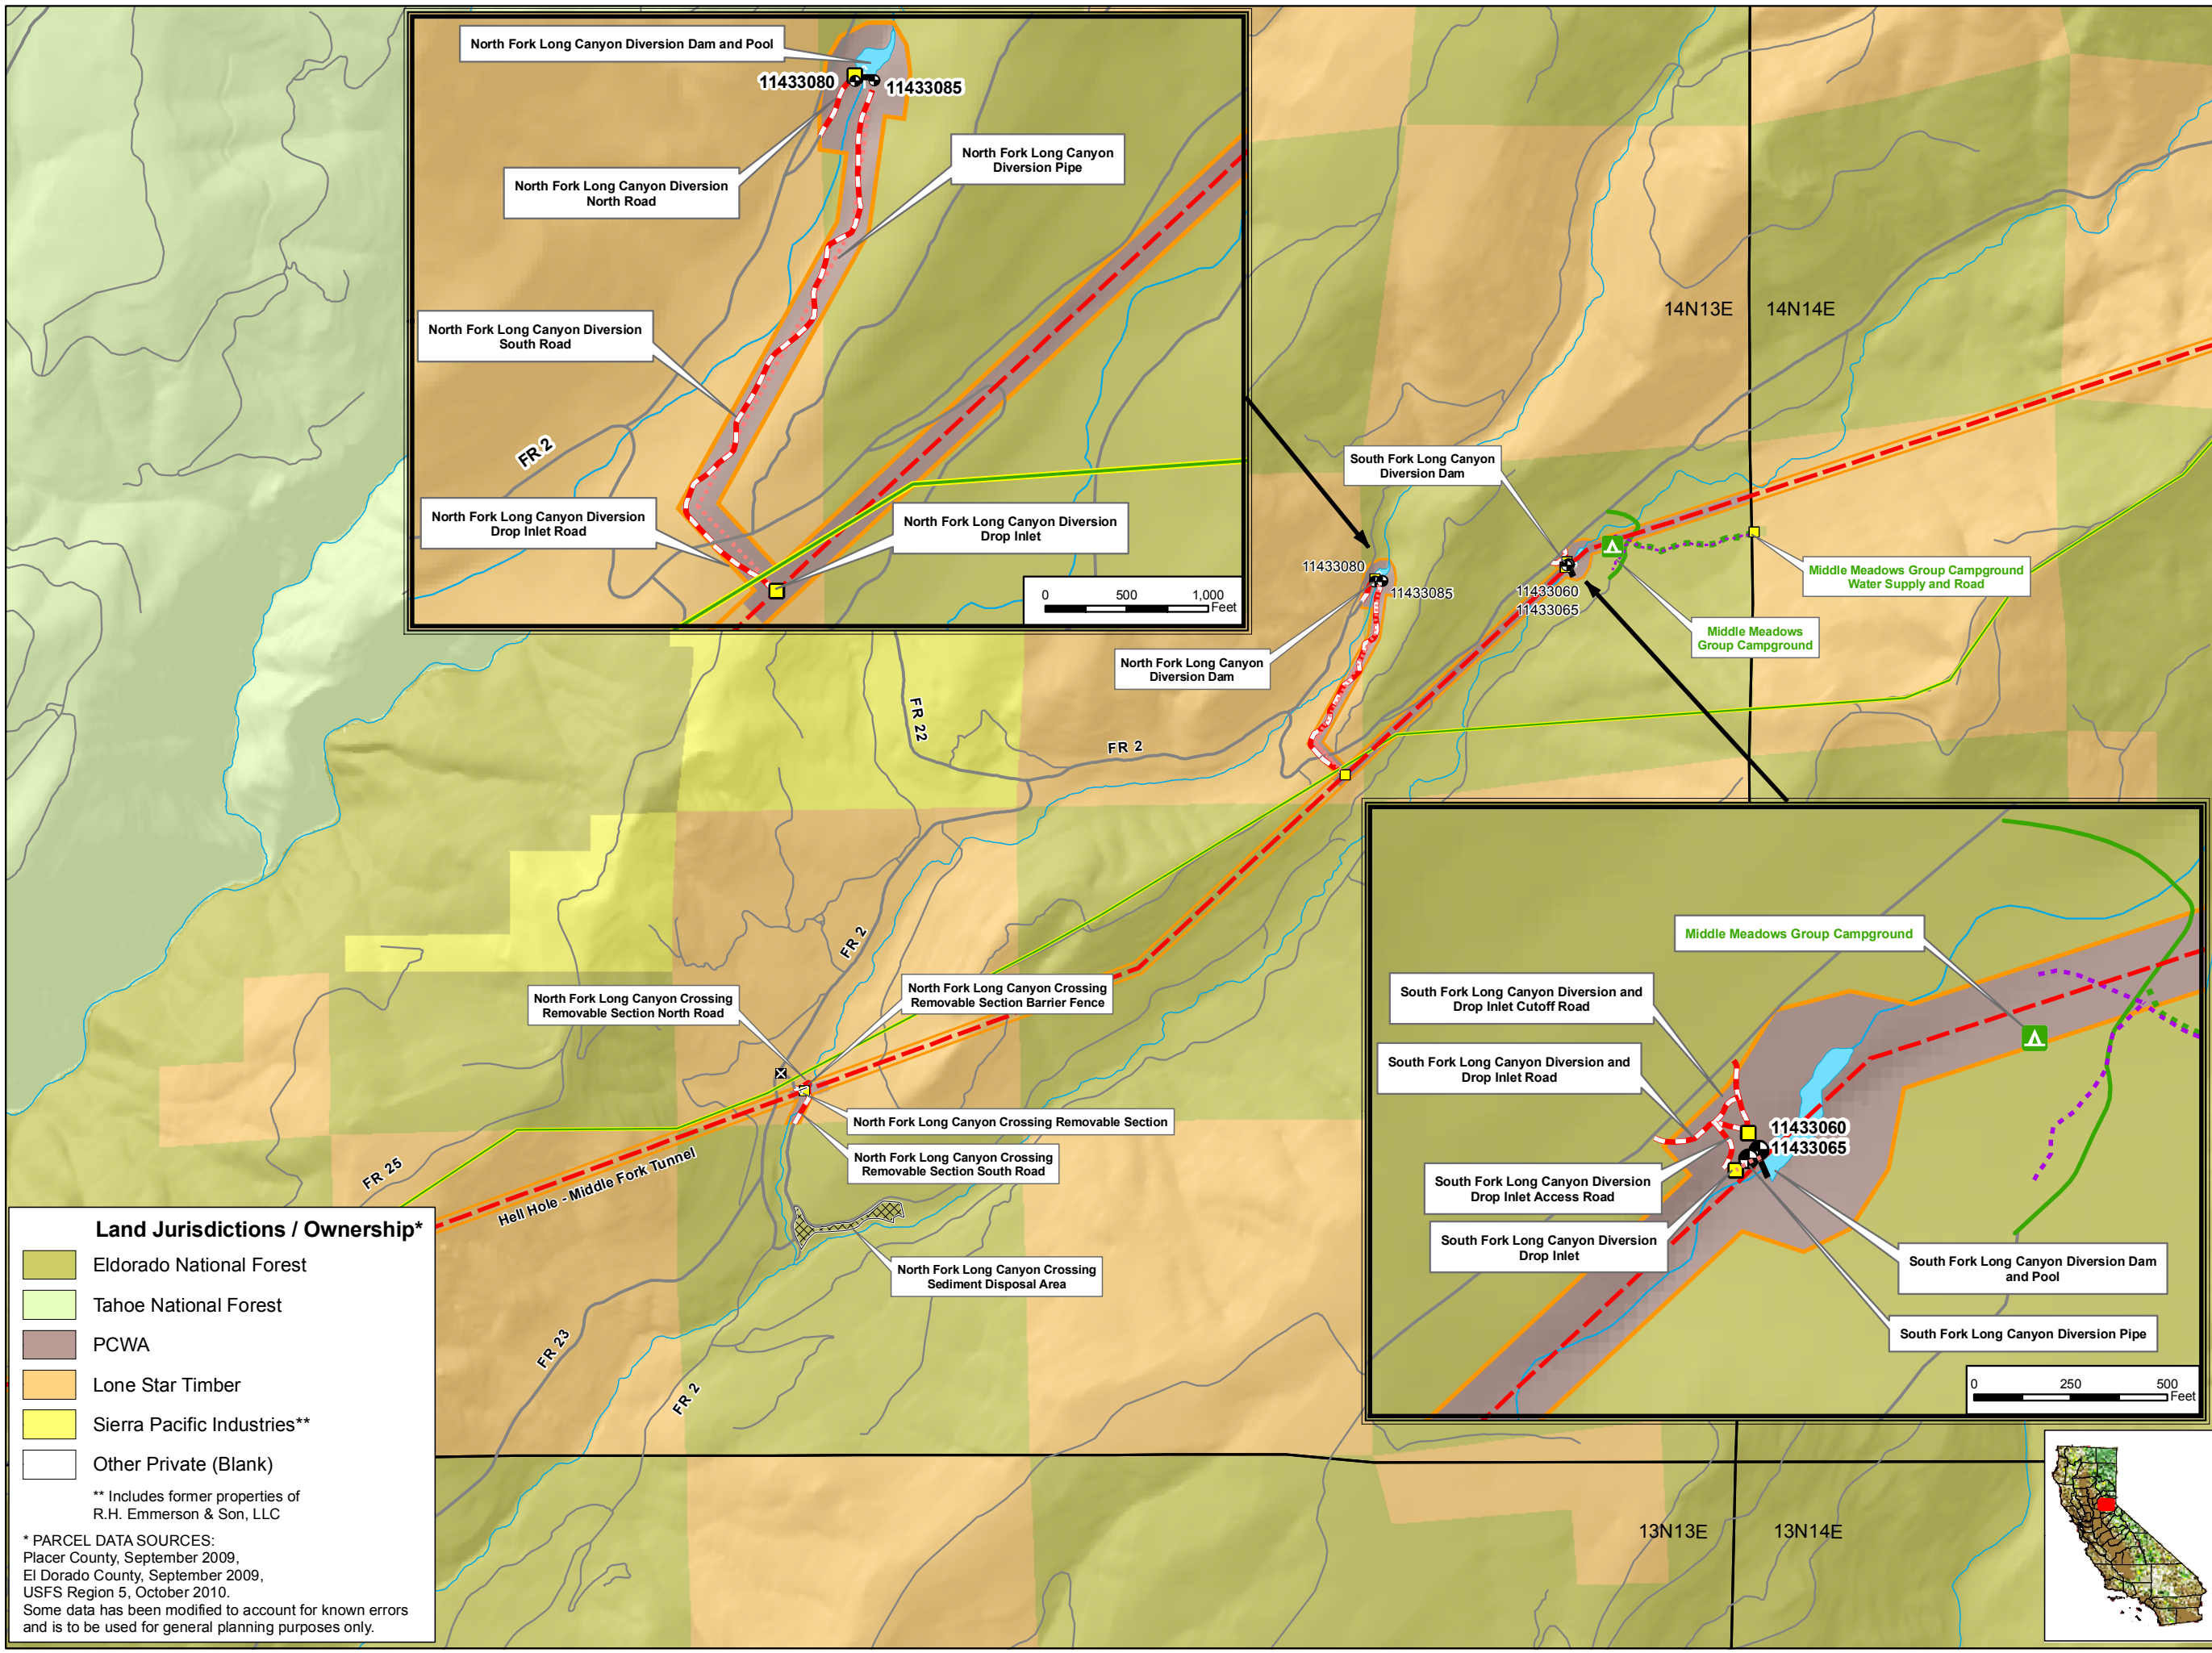 North Fork Long Canyon Diversion Dam and Pool
11433080
11433085
North Fork Long Canyon
Diversion Pipe
North Fork Long Canyon Diversion
North Road
North Fork Long Canyon Diversion
South Road
FR 2
North Fork Long Canyon Diversion
Drop Inlet Road
North Fork Long Canyon Diversion
Drop Inlet
0 500 1,000
Feet
14N13E
14N14E
South Fork Long Canyon
Diversion Dam
11433080
11433085
11433060
11433065
Middle Meadows Group Campground
Water Supply and Road
Middle Meadows
Group Campground
North Fork Long Canyon
Diversion Dam
FR 22
FR 2
FR 2
North Fork Long Canyon Crossing
Removable Section North Road
North Fork Long Canyon Crossing
Removable Section Barrier Fence
North Fork Long Canyon Crossing Removable Section
North Fork Long Canyon Crossing
Removable Section South Road
FR 25
Hell Hole - Middle Fork Tunnel
North Fork Long Canyon Crossing
Sediment Disposal Area
FR 23
FR 2
Middle Meadows Group Campground
South Fork Long Canyon Diversion and
Drop Inlet Cutoff Road
South Fork Long Canyon Diversion and
Drop Inlet Road
11433060
11433065
South Fork Long Canyon Diversion
Drop Inlet Access Road
South Fork Long Canyon Diversion
Drop Inlet
South Fork Long Canyon Diversion Dam
and Pool
South Fork Long Canyon Diversion Pipe
0 250 500
Feet
13N13E
13N14E
Land Jurisdictions / Ownership*
Eldorado National Forest
Tahoe National Forest
PCWA
Lone Star Timber
Sierra Pacific Industries**
Other Private (Blank)
** Includes former properties of
R.H. Emmerson & Son, LLC
* PARCEL DATA SOURCES:
Placer County, September 2009,
El Dorado County, September 2009,
USFS Region 5, October 2010.
Some data has been modified to account for known errors
and is to be used for general planning purposes only.